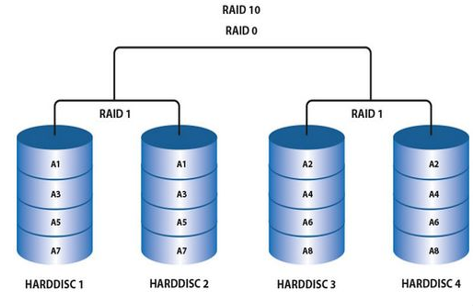 RAID 10
RAID 0
RAID 1 RAID 1
A1 A1 A2 A2
A3 A3 A4 A4
A5 A5 A6 A6
A7 A7 A8 A8
HARDDISC 1 HARDDISC 2 HARDDISC 3 HARDDISC 4